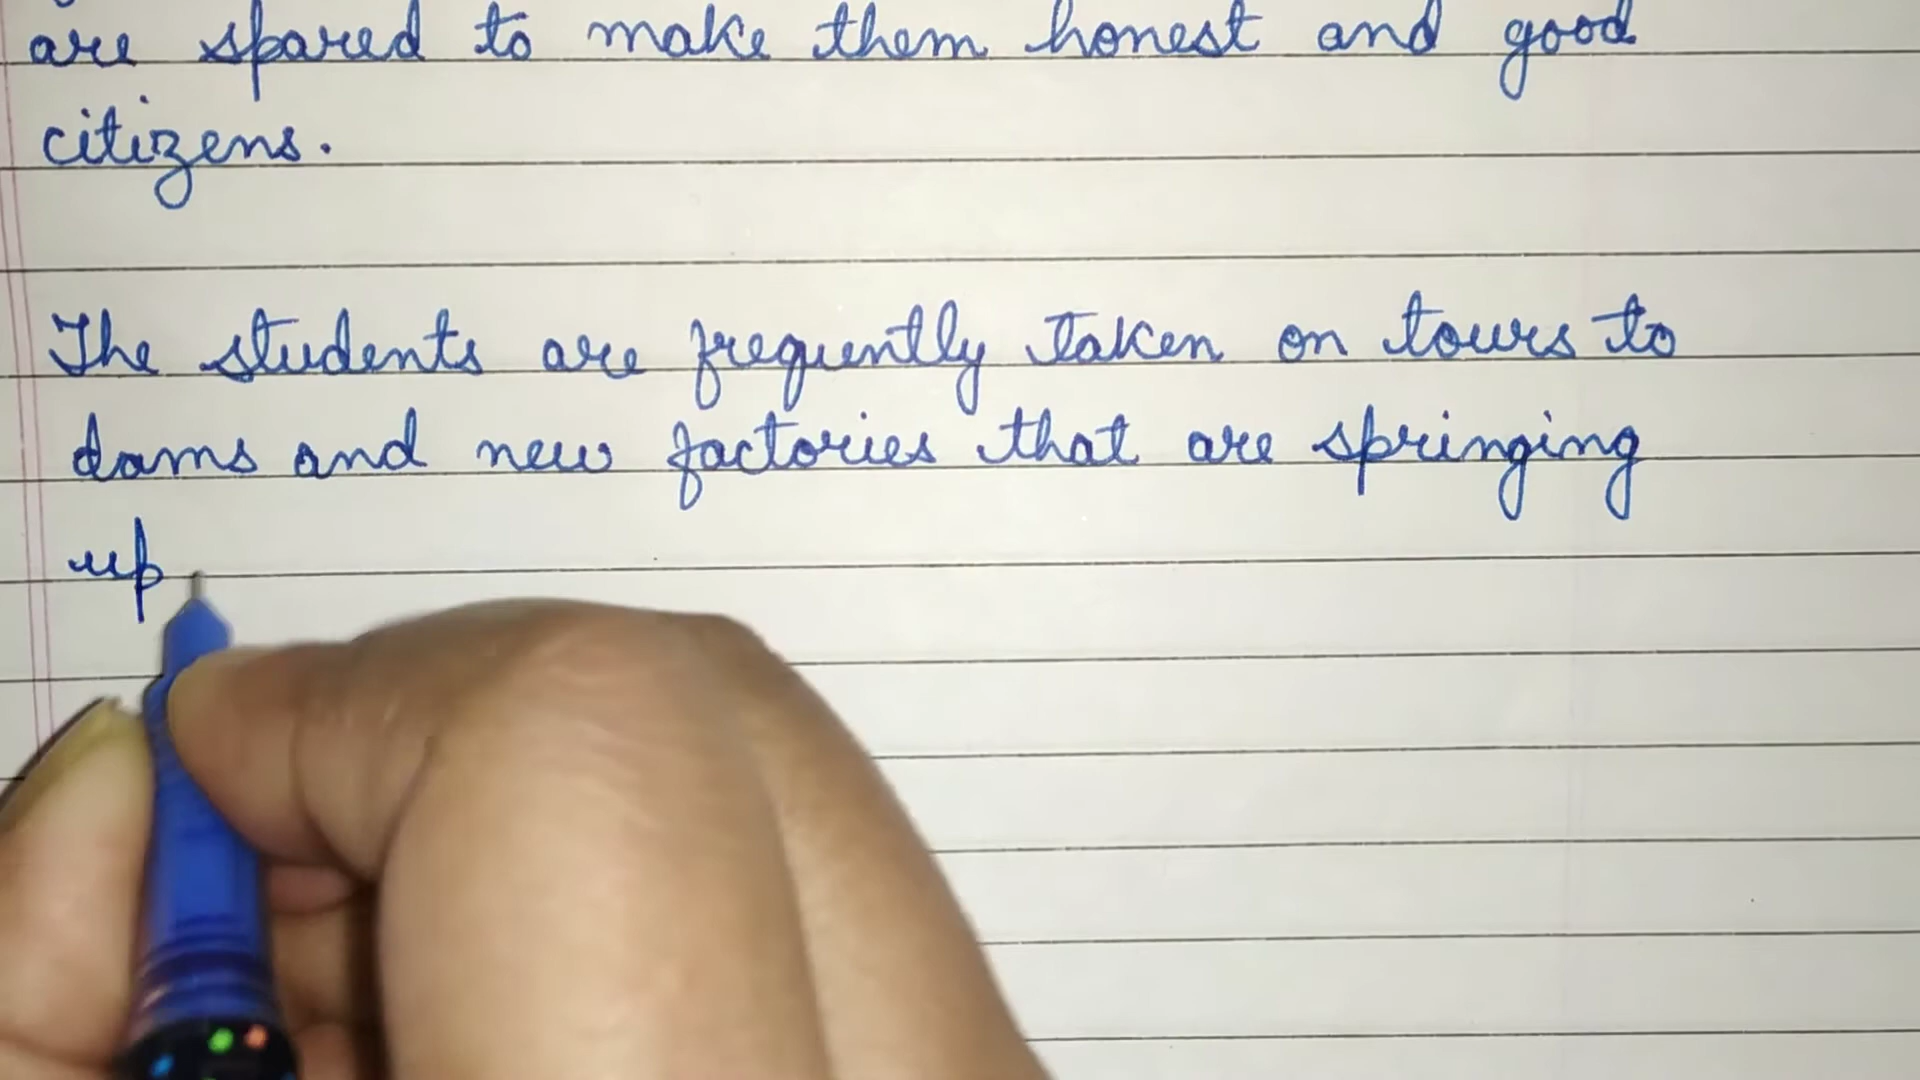 are spared to make them honest and good
citizens.
The students are frequently taken on tours to
dams and new factories that are springing
up